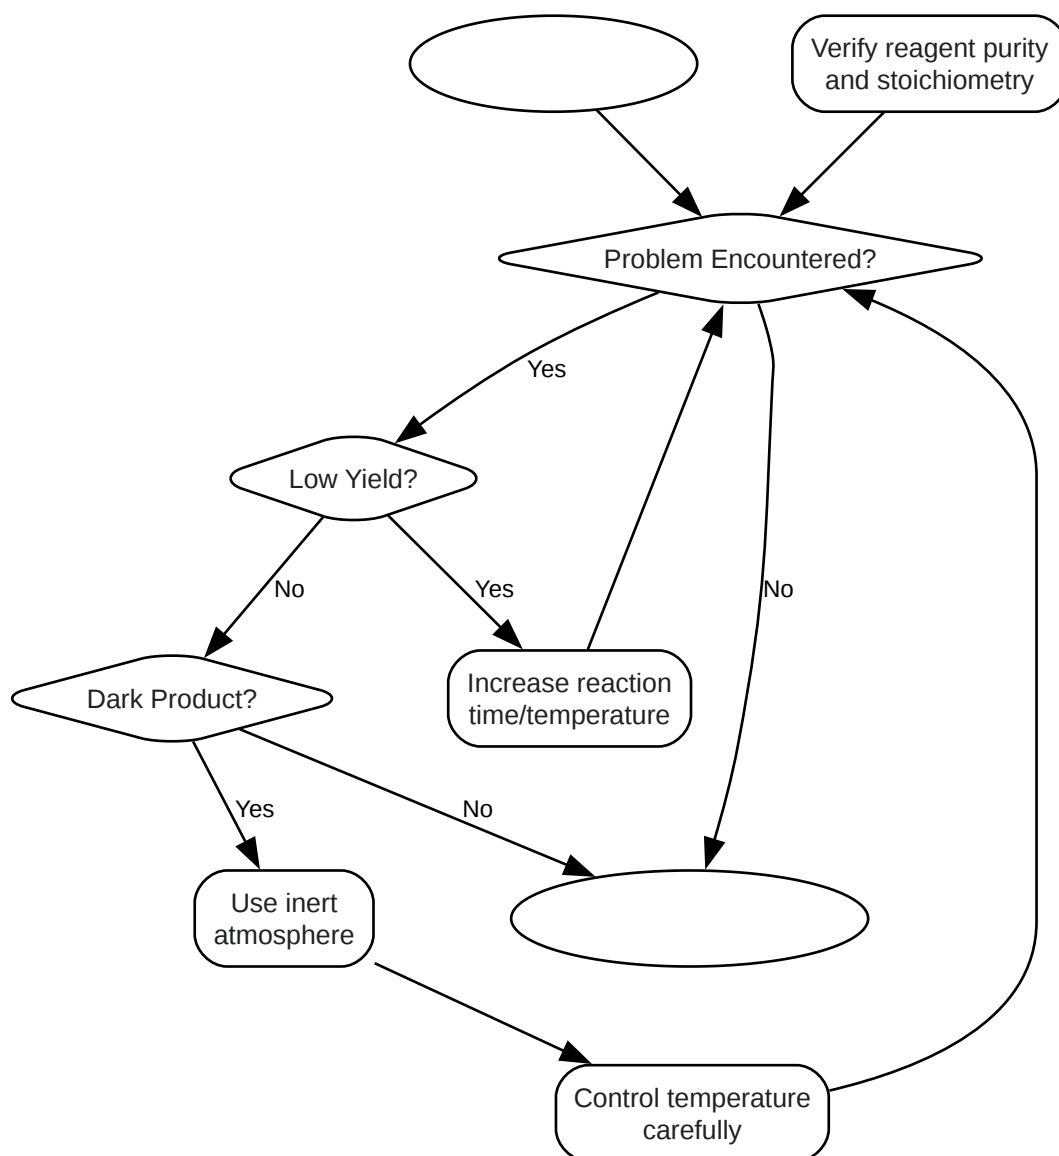 Verify reagent purity
and stoichiometry
Problem Encountered?
Yes
Low Yield?
No
Yes
No
Dark Product?
Increase reaction
time/temperature
Yes
No
Use inert
atmosphere
Control temperature
carefully